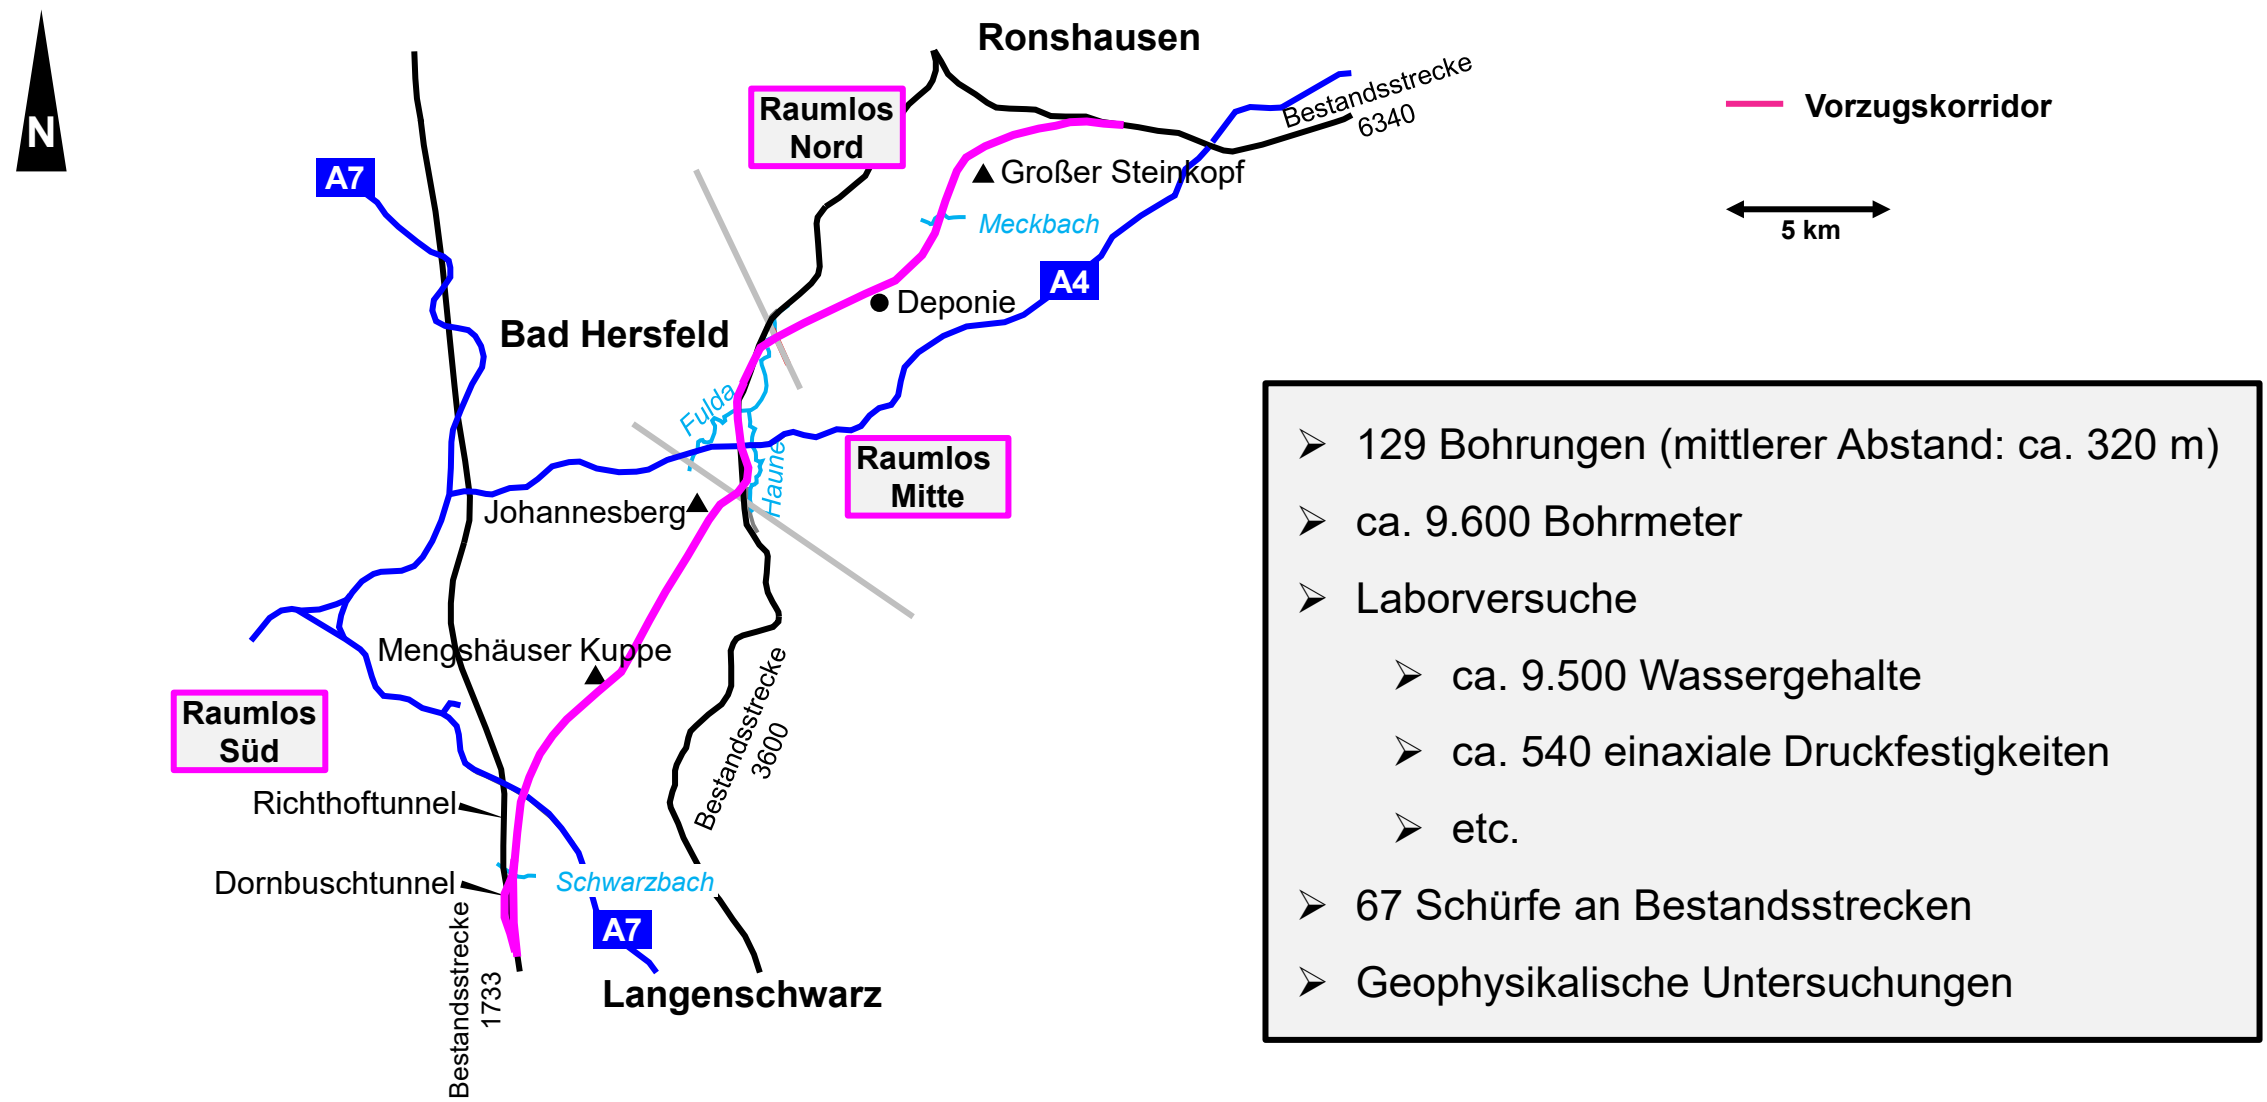 Ronshausen
Bestandsstrecke
6340
Raumlos
Nord
Vorzugskorridor
N
A7
Großer Steinkopf
Meckbach
5 km
A4
Deponie
Bad Hersfeld
Fulda
Haune
Raumlos
Mitte
Johannesberg
Mengshäuser Kuppe
Bestandsstrecke
3600
Raumlos
Süd
Richthoftunnel
Dornbuschtunnel
Schwarzbach
Bestandsstrecke
1733
A7
Langenschwarz
➢ 129 Bohrungen (mittlerer Abstand: ca. 320 m)
➢ ca. 9.600 Bohrmeter
➢ Laborversuche
➢ ca. 9.500 Wassergehalte
➢ ca. 540 einaxiale Druckfestigkeiten
➢ etc.
➢ 67 Schürfe an Bestandsstrecken
➢ Geophysikalische Untersuchungen